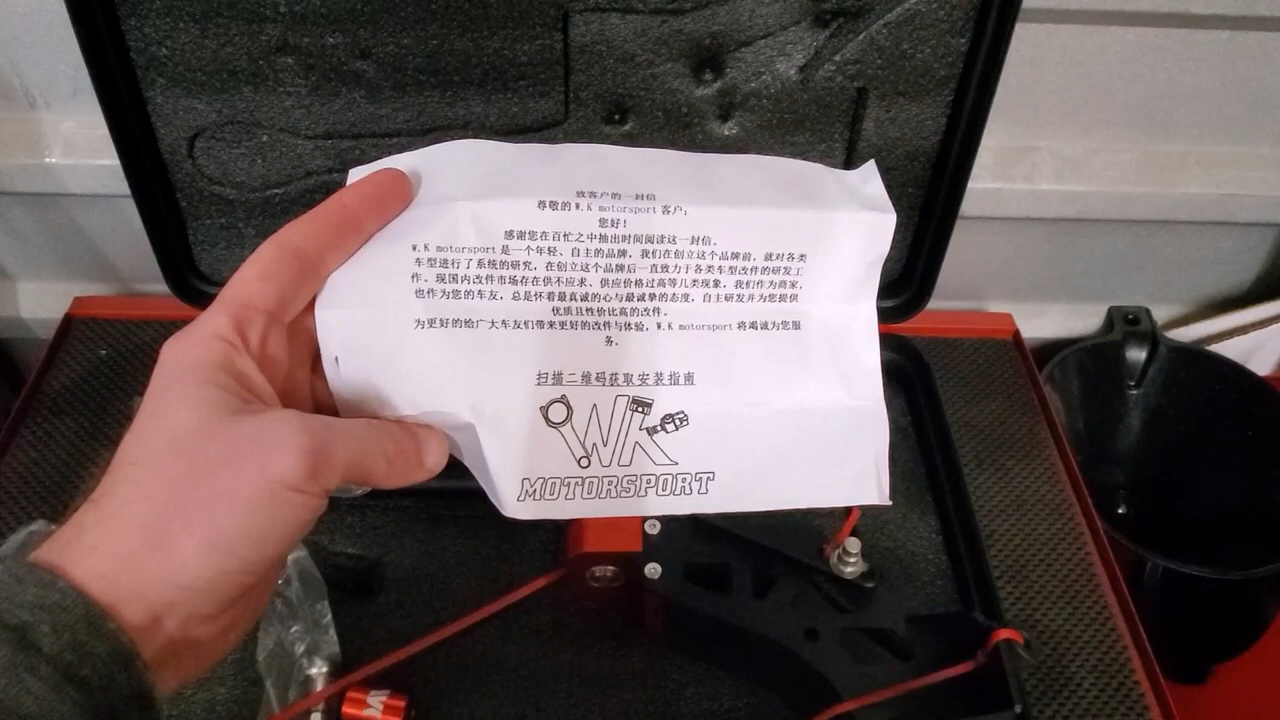 致客户的一封信
尊敬的 W.K motorsport 客户：
您好！
感谢您在百忙之中抽出时间阅读这一封信。
W.K motorsport 是一个年轻、自主的品牌，我们在创立这个品牌前，就对各类
车型进行了系统的研究，在创立这个品牌后一直致力于各类车型改件的研发工
作。现国内改件市场存在供不应求、供应价格过高等几类现象，我们作为商家，
也作为您的车友，总是怀着最真诚的心与最诚挚的态度，自主研发并为您提供
优质且性价比高的改件。
为更好的给广大车友们带来更好的改件与体验，W.K motorsport 将竭诚为您服
务。
扫描二维码获取安装指南
WK
MOTORSPORT
WK